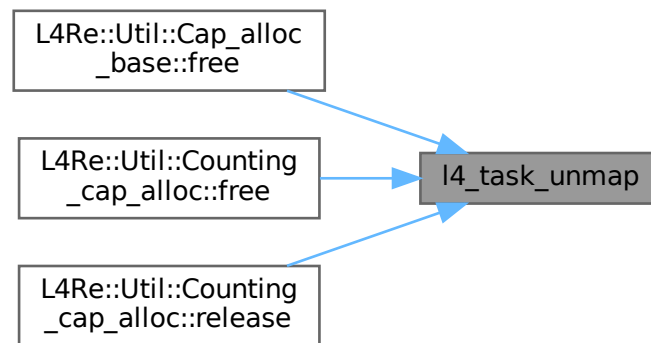 L4Re::Util::Cap_alloc
_base::free
L4Re::Util::Counting
_cap_alloc::free
l4_task_unmap
L4Re::Util::Counting
_cap_alloc::release